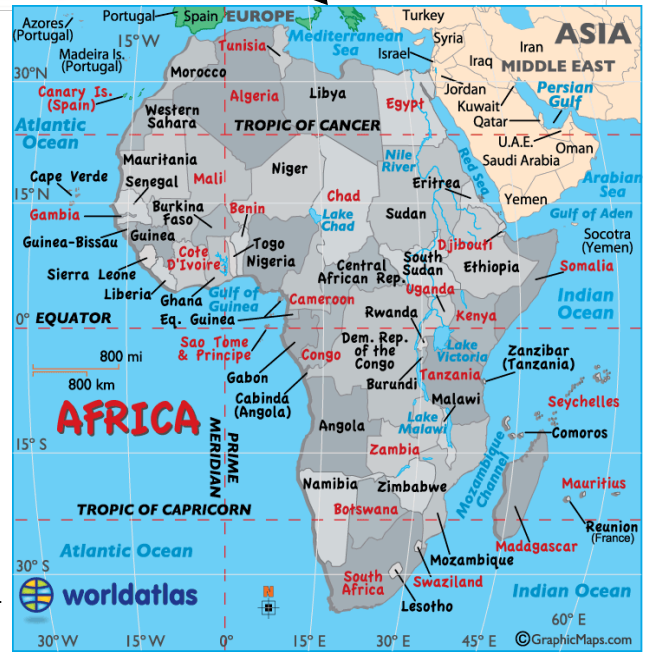 Azores
(Portugal)
Portugal
Spain
EUROPE
Turkey
ASIA
15°W
Madeira Is.
(Portugal)
Tunisia
Mediterranean
Sea
Syria
Israel
Iraq
Iran
MIDDLE EAST
30°N
Morocco
Canary Is.
(Spain)
Algeria
Libya
Egypt
Jordan
Kuwait
Qatar
Persian
Gulf
Western
Sahara
TROPIC OF CANCER
Atlantic
Ocean
U.A.E.
Oman
Saudi Arabia
Mauritania
Nile
River
Red Sea
Cape Verde
Senegal
Mali
Niger
Eritrea
Arabian
Sea
15°N
Yemen
Gambia
Burkina
Faso
Benin
Chad
Lake
Chad
Sudan
Gulf of Aden
Guinea-Bissau
Guinea
Togo
Nigeria
Djibouti
Socotra
(Yemen)
Cote
D'Ivoire
Central
African Rep.
South
Sudan
Ethiopia
Somalia
Sierra Leone
Liberia
Ghana
Gulf of
Guinea
Cameroon
Uganda
Indian
Ocean
0°
EQUATOR
Eq. Guinea
Rwanda
Kenya
Sao Tome
& Principe
Congo
Dem. Rep.
of the
Congo
Lake
Victoria
800 mi
800 km
Gabon
Burundi
Tanzania
Zanzibar
(Tanzania)
Cabinda
(Angola)
Malawi
Seychelles
AFRICA
PRIME
MERIDIAN
Angola
Lake
Malawi
Comoros
15°S
Zambia
Mozambique
Channel
Namibia
Zimbabwe
Mauritius
TROPIC OF CAPRICORN
Botswana
Reunion
(France)
Atlantic Ocean
Mozambique
Madagascar
30° S
South
Africa
Swaziland
worldatlas
Lesotho
Indian Ocean
60° E
30°W
15°W
0°
15°E
30°E
45°E
©GraphicMaps.com